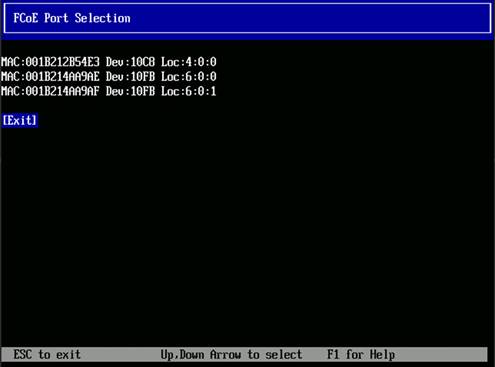 FCoE Port Selection
MAC:001B212B54E3 Dev:10C8 Loc:4:0:0
MAC:001B214AA9AE Dev:10FB Loc:6:0:0
MAC:001B214AA9AF Dev:10FB Loc:6:0:1
[Exit]
ESC to exit Up,Down Arrow to select F1 for Help